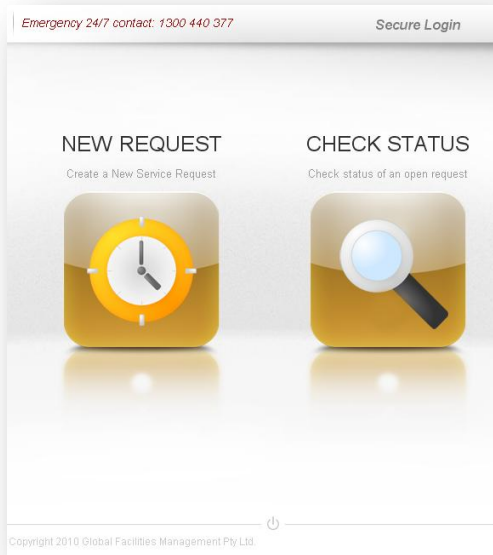 Emergency 24/7 contact: 1300 440 377
Secure Login
NEW REQUEST
Create a New Service Request
CHECK STATUS
Check status of an open request
Copyright 2010 Global Facilities Management Pty Ltd.